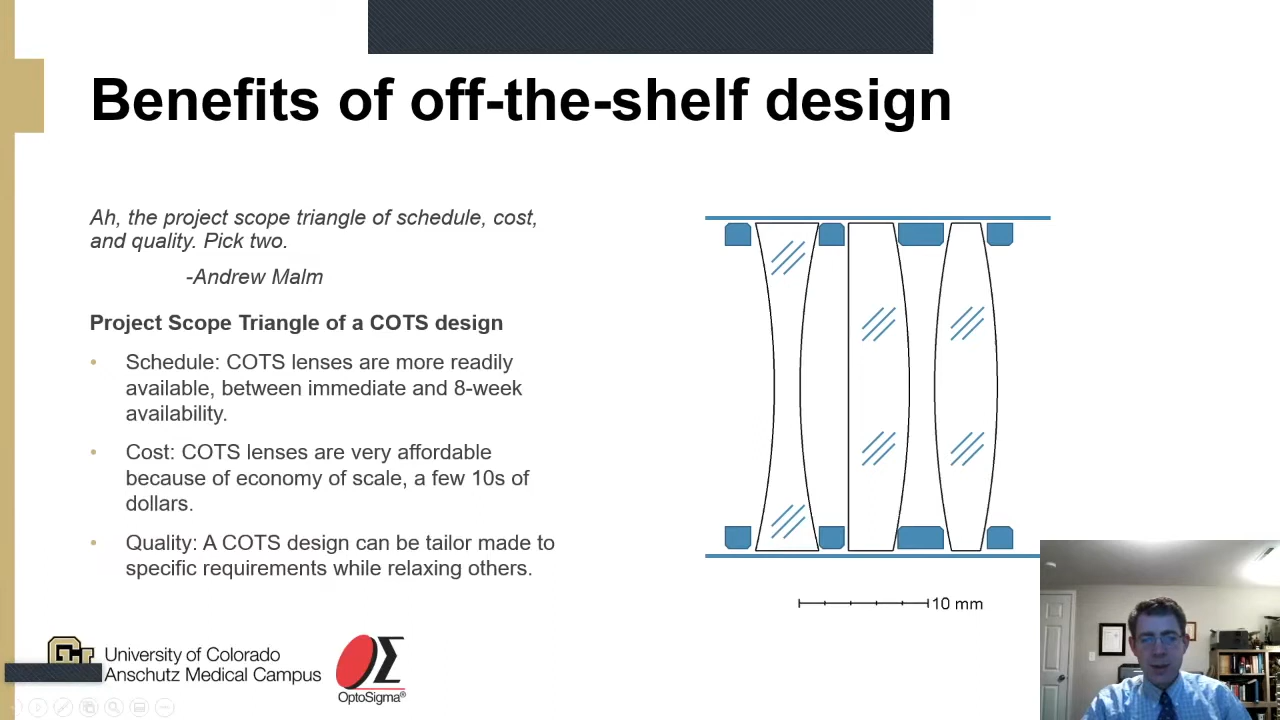 Benefits of off-the-shelf design
Ah, the project scope triangle of schedule, cost,
and quality. Pick two.
-Andrew Malm
Project Scope Triangle of a COTS design
• Schedule: COTS lenses are more readily
available, between immediate and 8-week
availability.
• Cost: COTS lenses are very affordable
because of economy of scale, a few 10s of
dollars.
• Quality: A COTS design can be tailor made to
specific requirements while relaxing others.
10 mm
University of Colorado
Anschutz Medical Campus
OptoSigma®